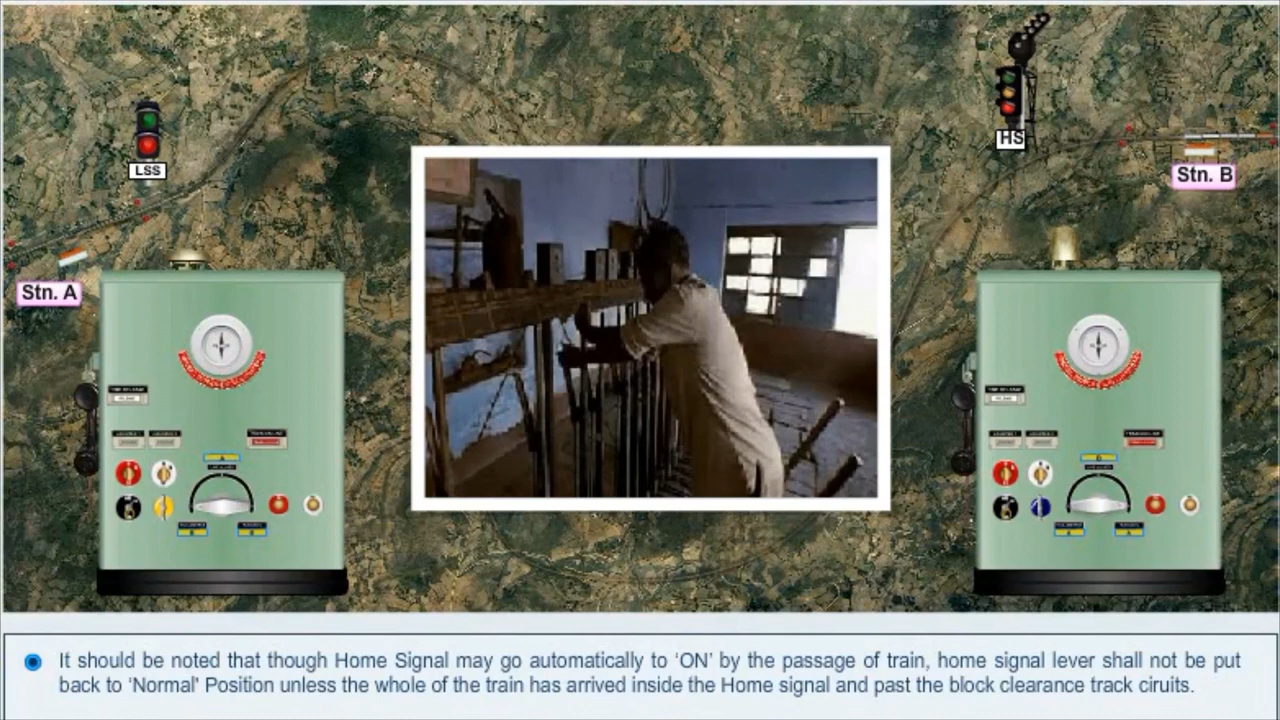 HS
LSS
Stn. B
Stn. A
It should be noted that though Home Signal may go automatically to ‘ON’ by the passage of train, home signal lever shall not be put
back to ‘Normal’ Position unless the whole of the train has arrived inside the Home signal and past the block clearance track ciruits.